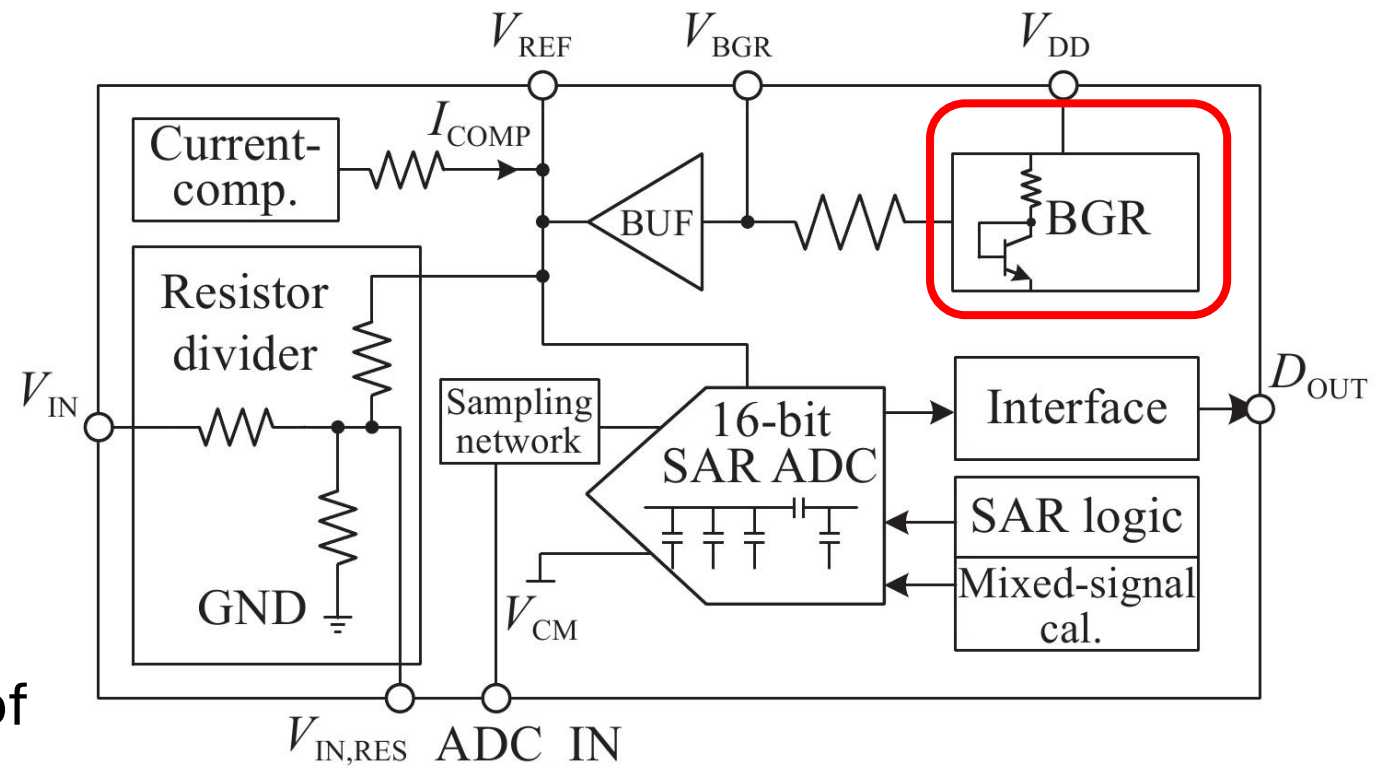 VREF
VBGR
VDD
Current-
comp.
ICOMP
BUF
BGR
Resistor
divider
VIN
GND
Sampling
network
16-bit
SAR ADC
Interface
DOUT
SAR logic
Mixed-signal
cal.
VCM
of
VIN,RES
ADC_IN